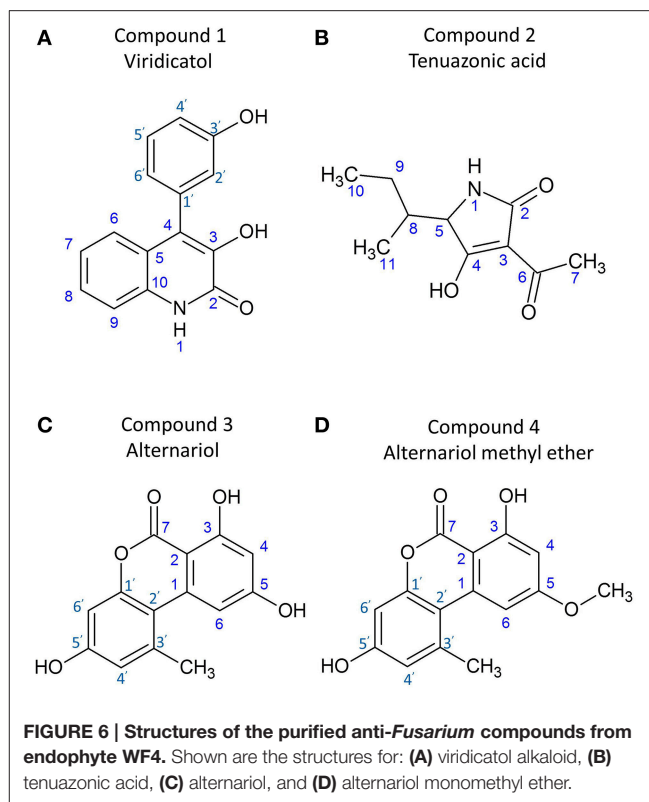 A Compound 1
Viridicatol
OH
4′
3′
5′
2′
6′
1′
6
4
OH
3
7
5
8
10
2
O
9
N
H
1
B Compound 2
Tenuazonic acid
9
H
H₃C
10
N
O
1
2
8
5
H₃C
11
4
3
HO
6
CH₃
7
O
C Compound 3
Alternariol
O
OH
7
3
4
O
2
1′
1
5
6′
2′
OH
6
5′
3′
HO
CH₃
4′
D Compound 4
Alternariol methyl ether
O
OH
7
3
4
O
2
1′
1
5
6′
2′
O
CH₃
6
5′
3′
HO
CH₃
4′
FIGURE 6 | Structures of the purified anti-Fusarium compounds from
endophyte WF4. Shown are the structures for: (A) viridicatol alkaloid, (B)
tenuazonic acid, (C) alternariol, and (D) alternariol monomethyl ether.